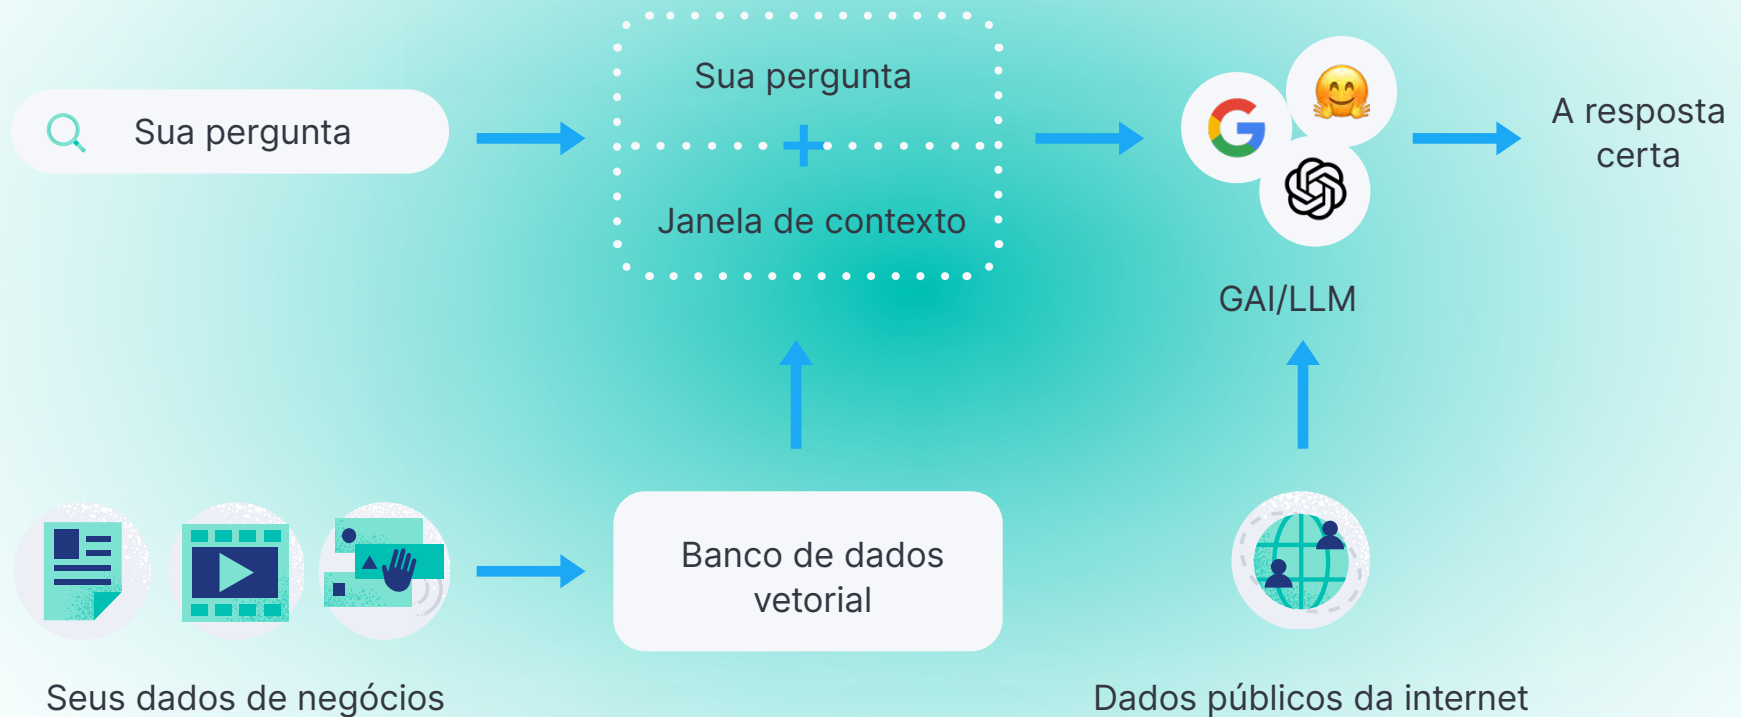 Sua pergunta
Sua pergunta
+
Janela de contexto
A resposta
certa
GAI/LLM
Banco de dados
vetorial
Seus dados de negócios
Dados públicos da internet